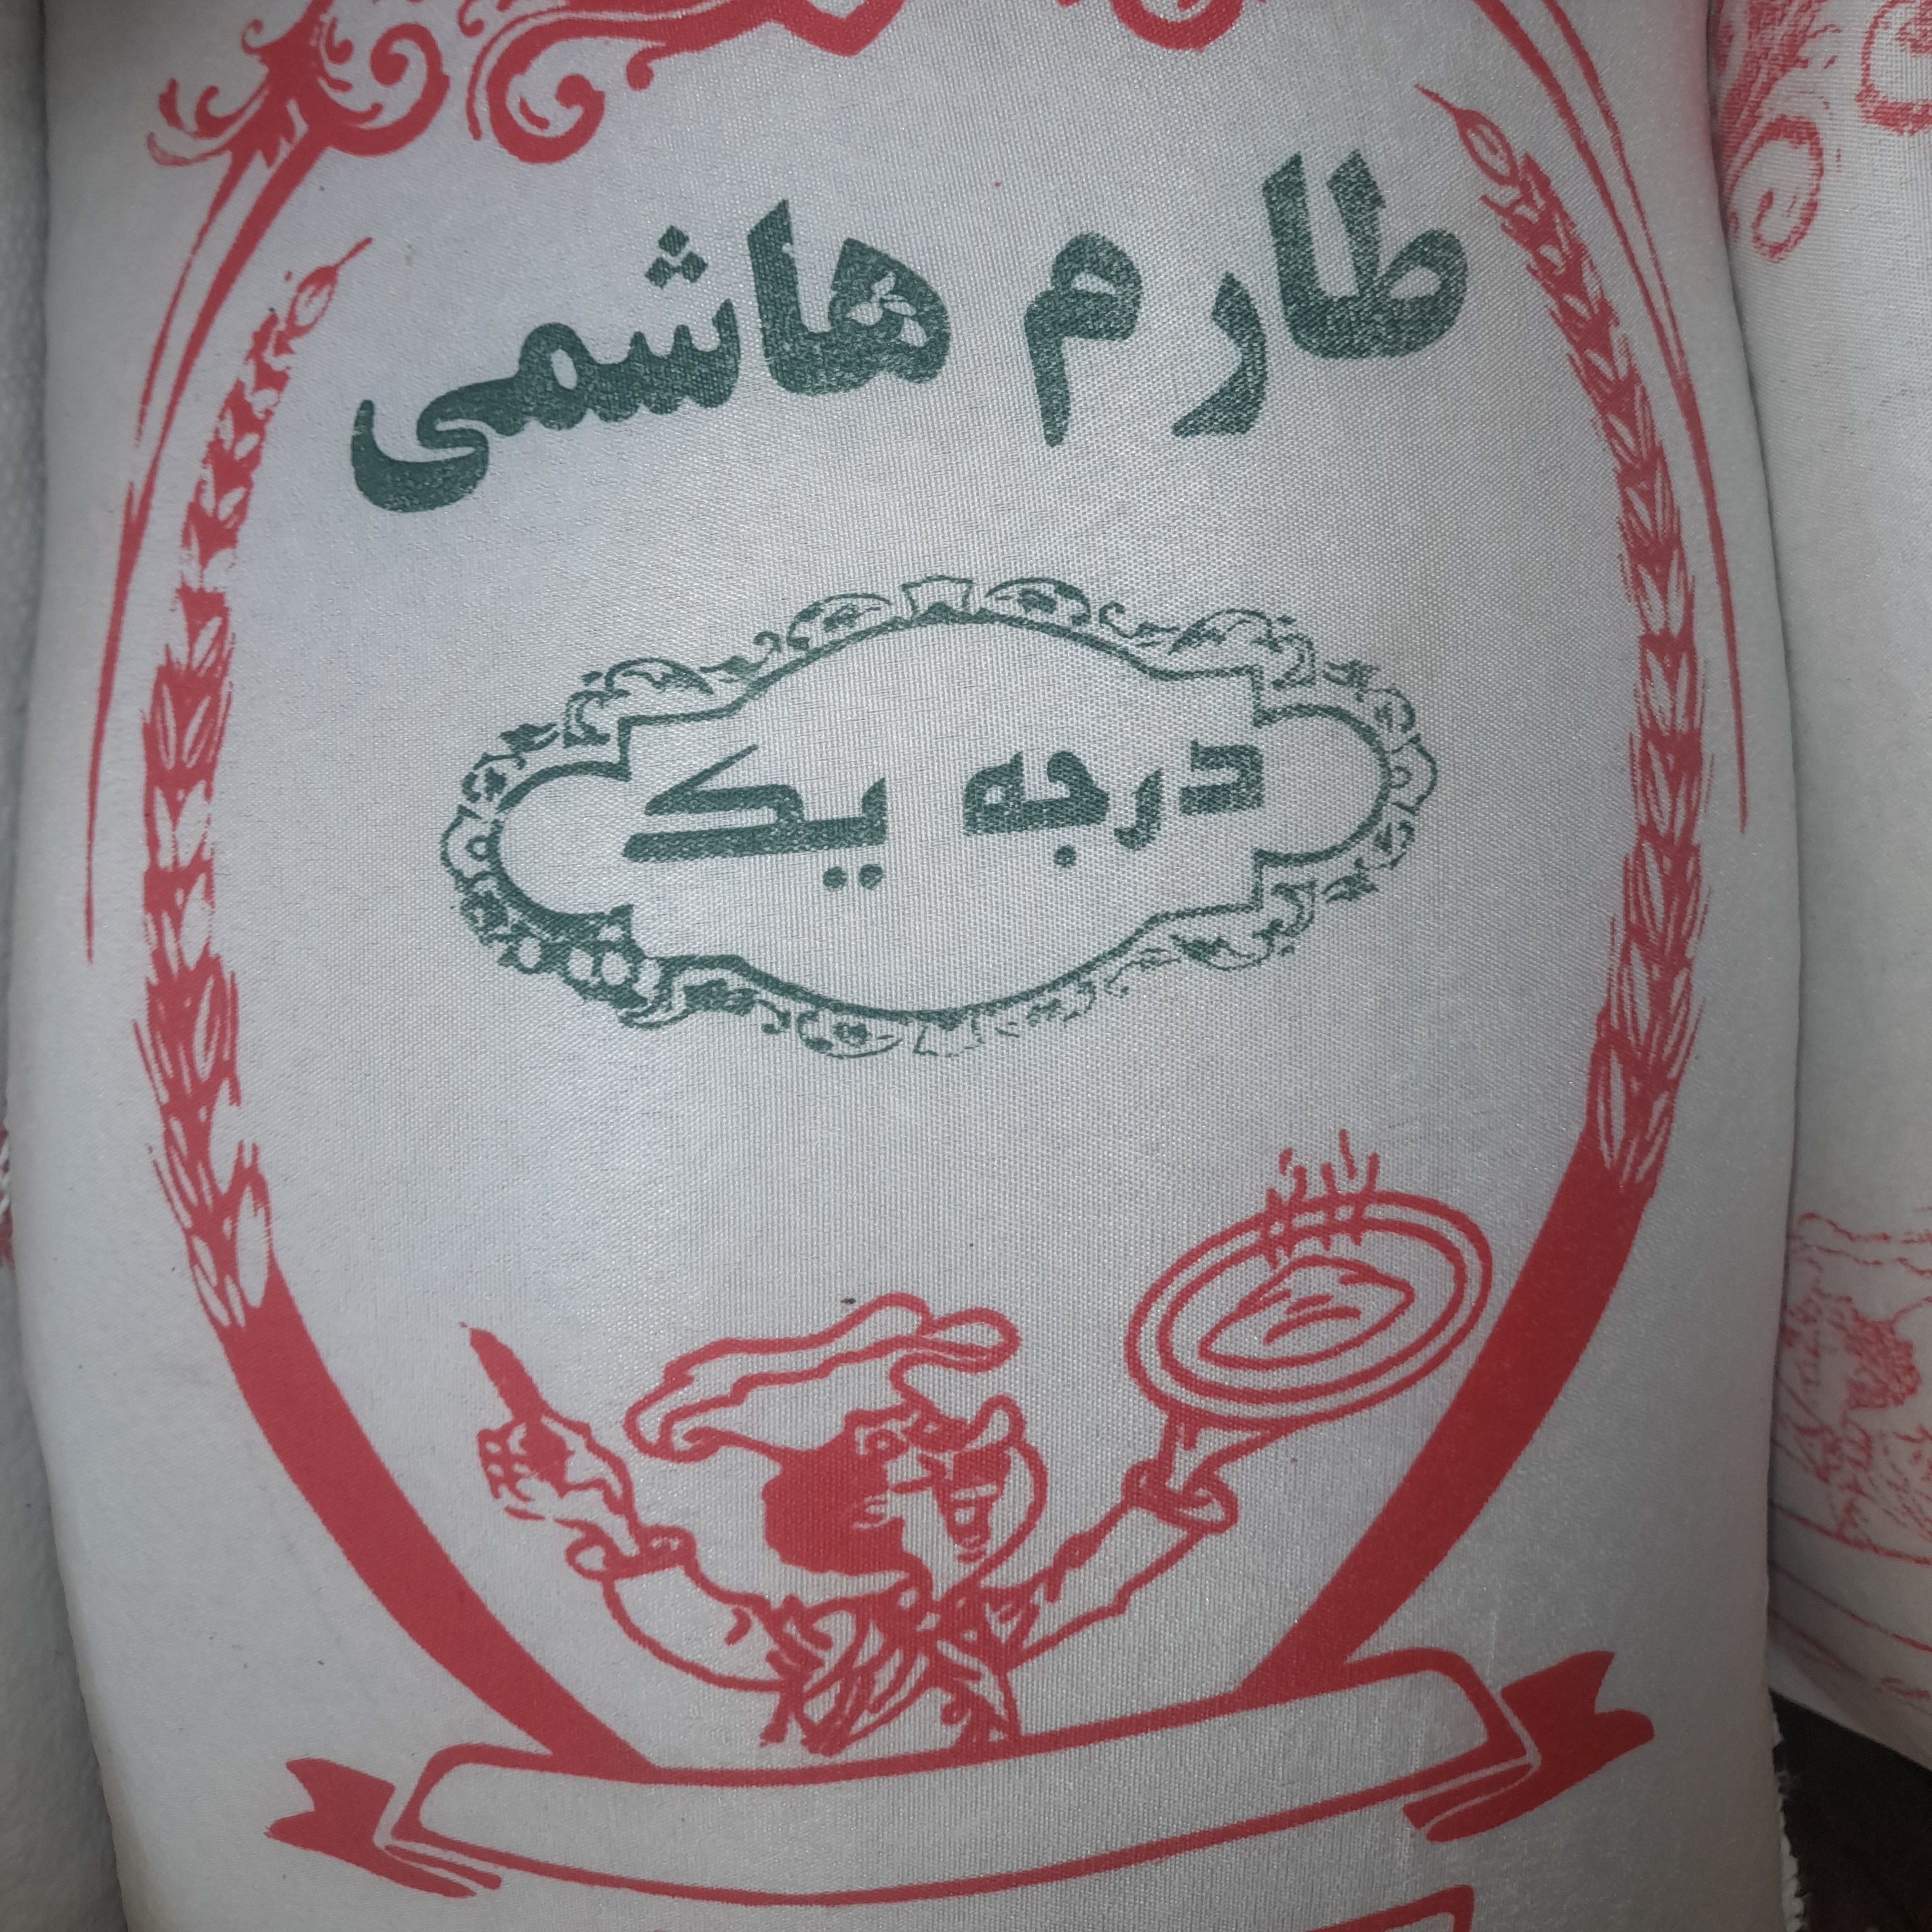 طارم هاشمی
درجه یک